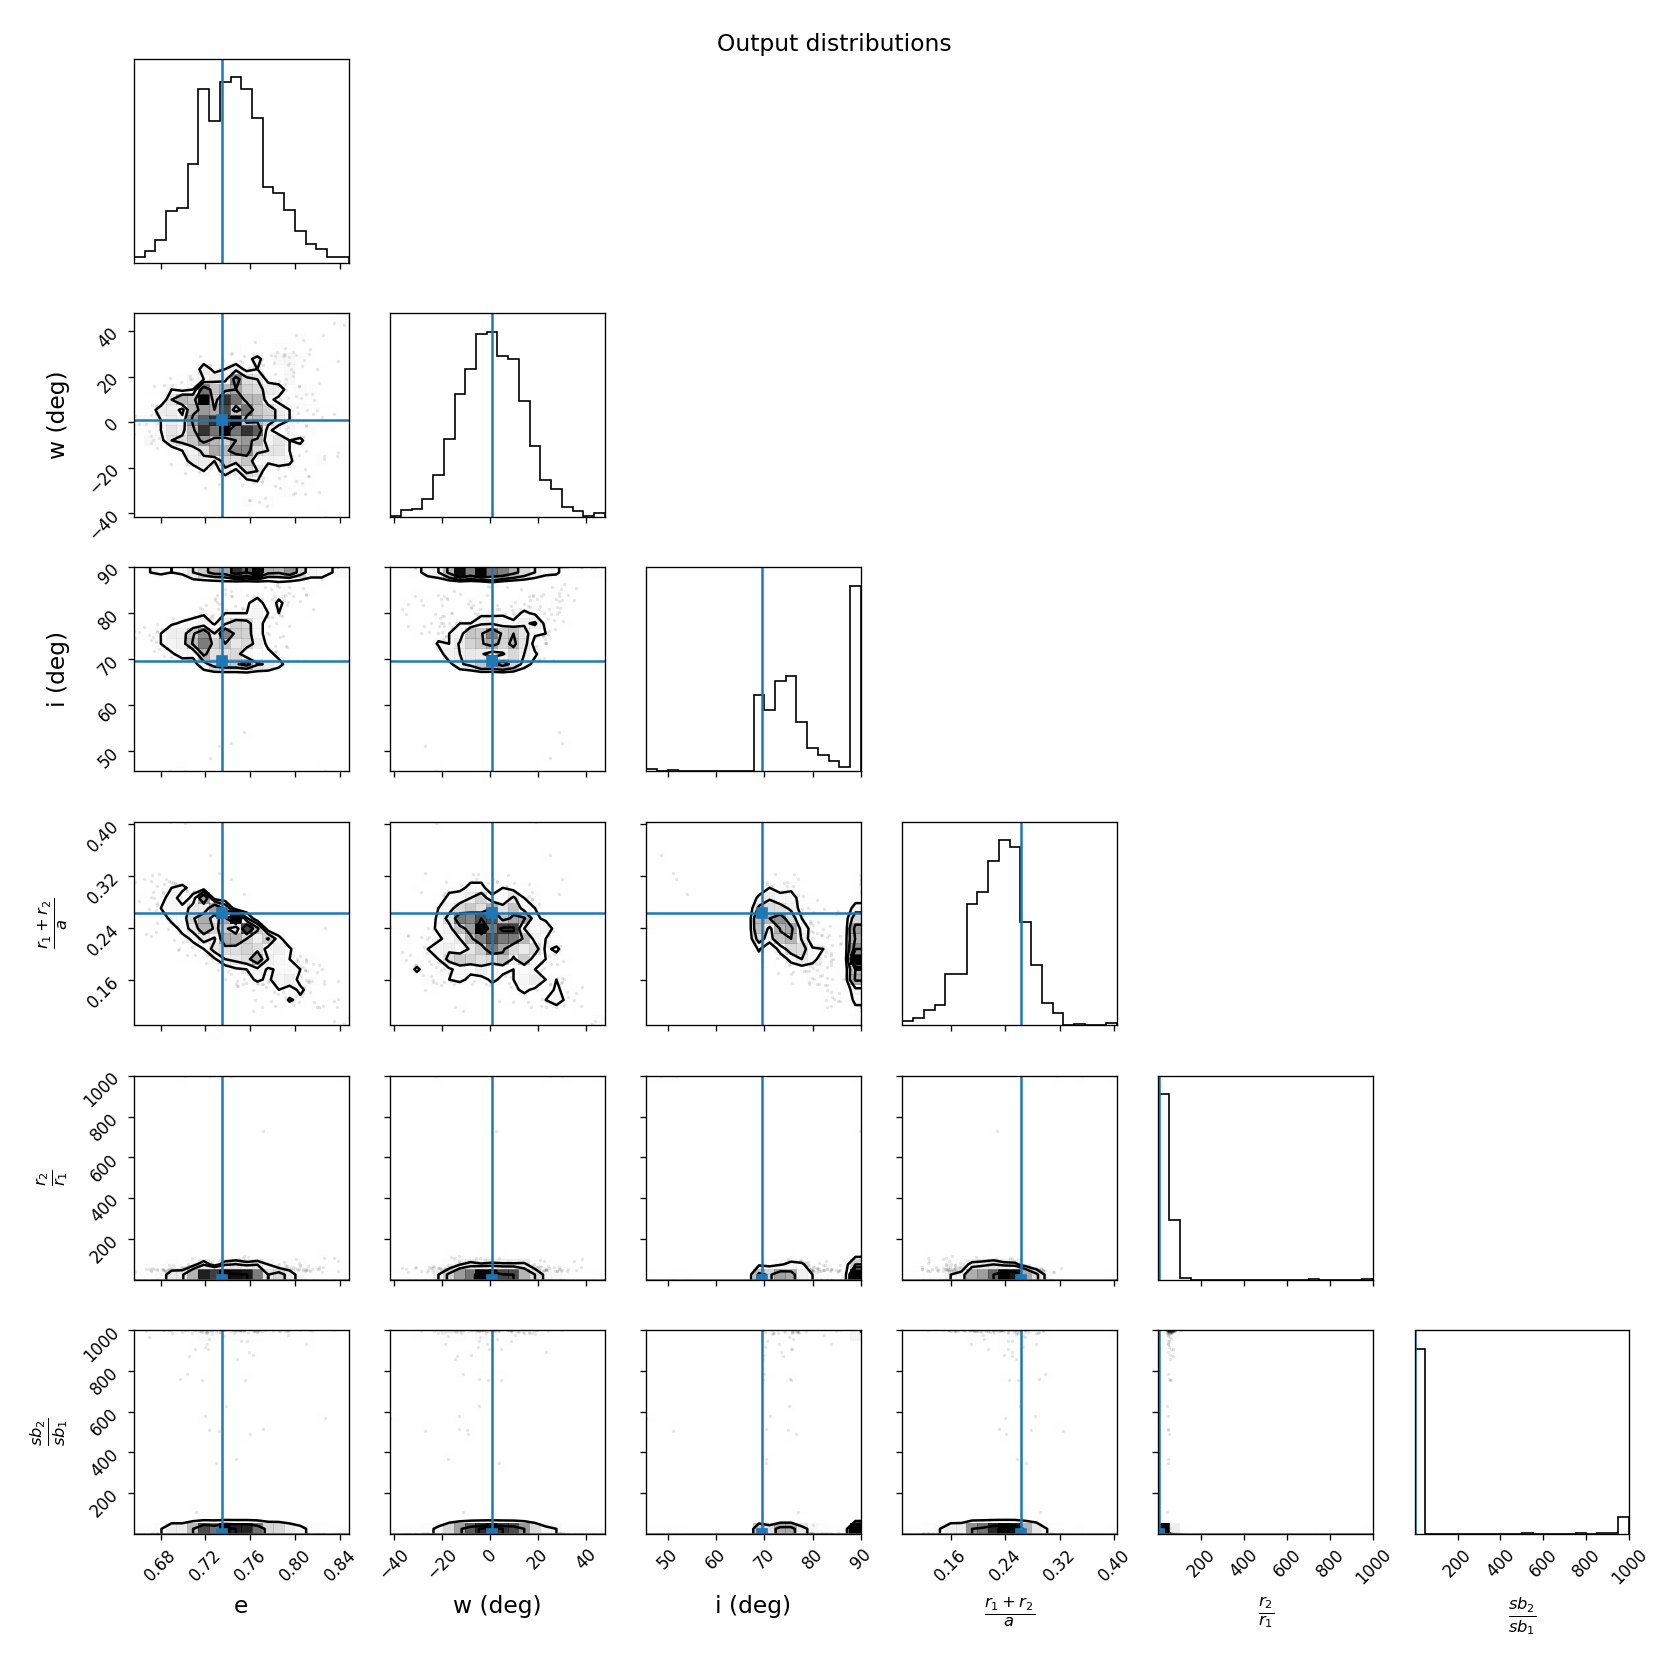 Output distributions
40
20
0
−20
−40
w (deg)
90
80
70
60
50
i (deg)
0.40
0.32
0.24
0.16
r1 + r2
a
1000
800
600
400
200
r2
r1
1000
800
600
400
200
sb2
sb1
0.68 0.72 0.76 0.80 0.84 −40 −20 0 20 40 50 60 70 80 90 0.16 0.24 0.32 0.40 200 400 600 800 1000 200 400 600 800 1000
e w (deg) i (deg) r1 + r2 r2 sb2
a r1 sb1